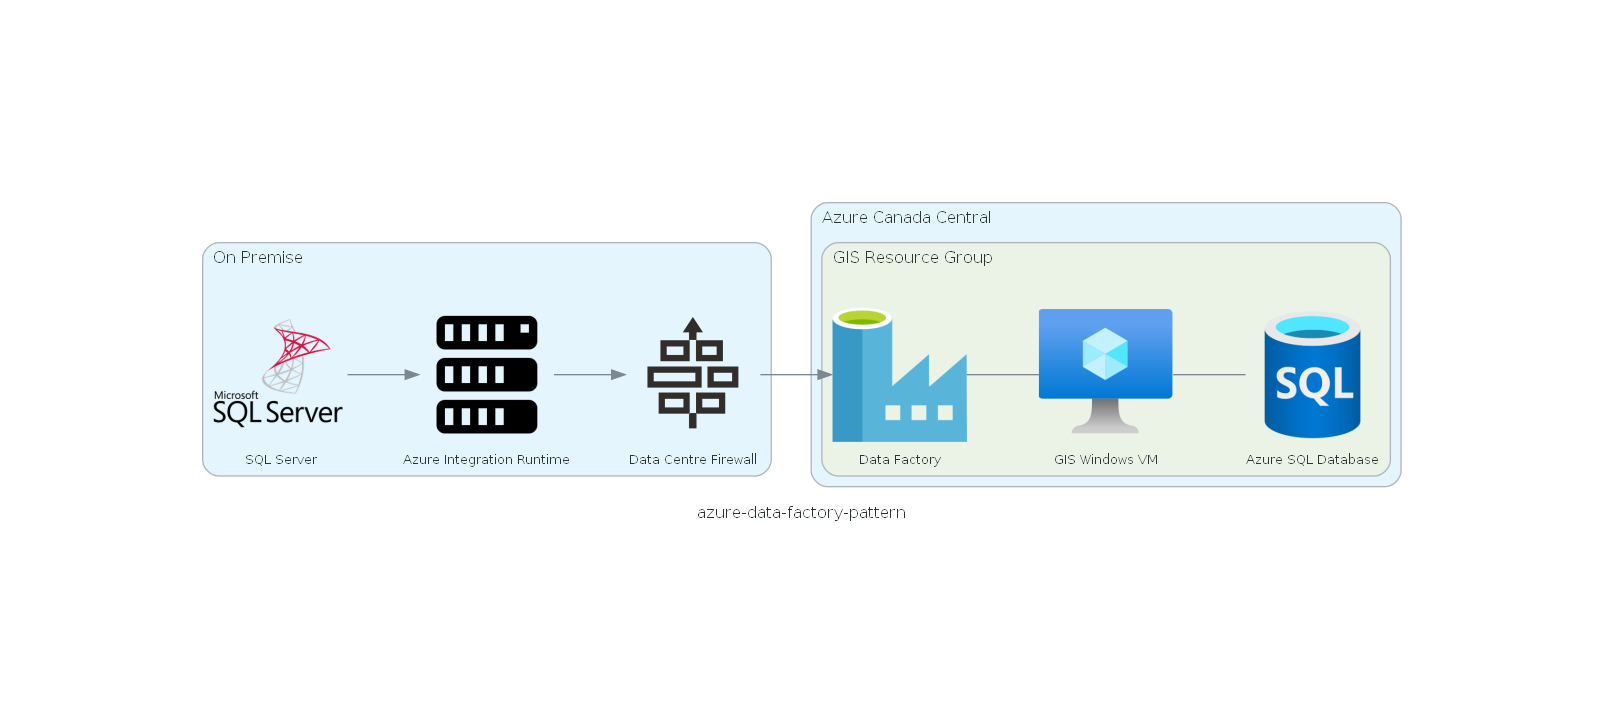 Azure Canada Central
On Premise
GIS Resource Group
Microsoft
SQL Server
SQL
SQL Server
Azure Integration Runtime
Data Centre Firewall
Data Factory
GIS Windows VM
Azure SQL Database
azure-data-factory-pattern